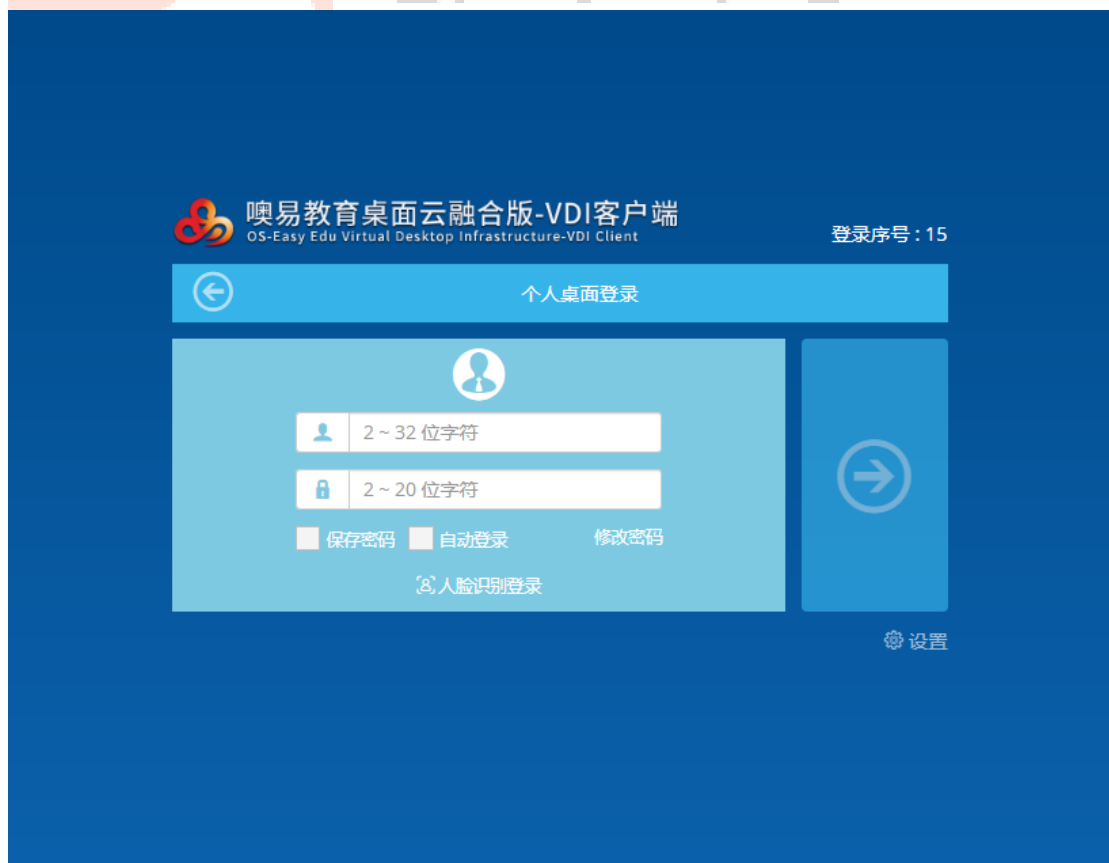 噢易教育桌面云融合版-VDI客户端
OS-Easy Edu Virtual Desktop Infrastructure-VDI Client
登录序号 : 15
个人桌面登录
2 ~ 32 位字符
2 ~ 20 位字符
保存密码 自动登录 修改密码
人脸识别登录
设置